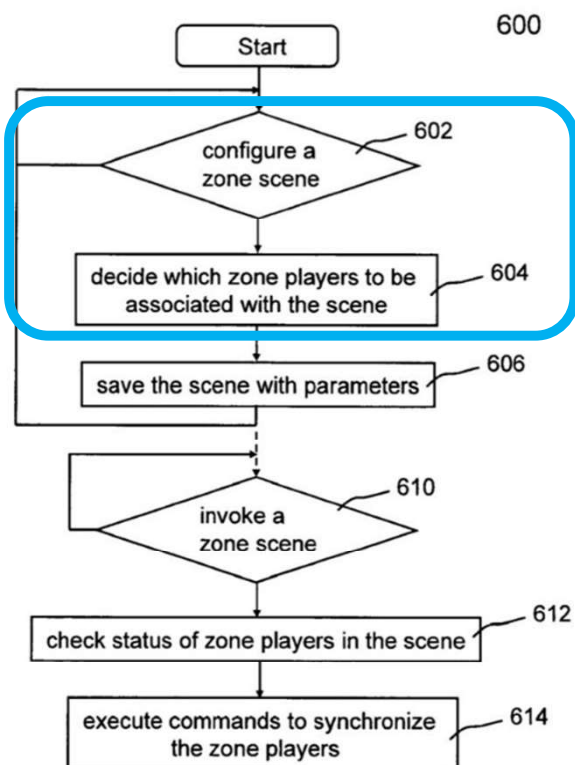 600
Start
602
configure a
zone scene
604
decide which zone players to be
associated with the scene
606
save the scene with parameters
610
invoke a
zone scene
612
check status of zone players in the scene
614
execute commands to synchronize
the zone players